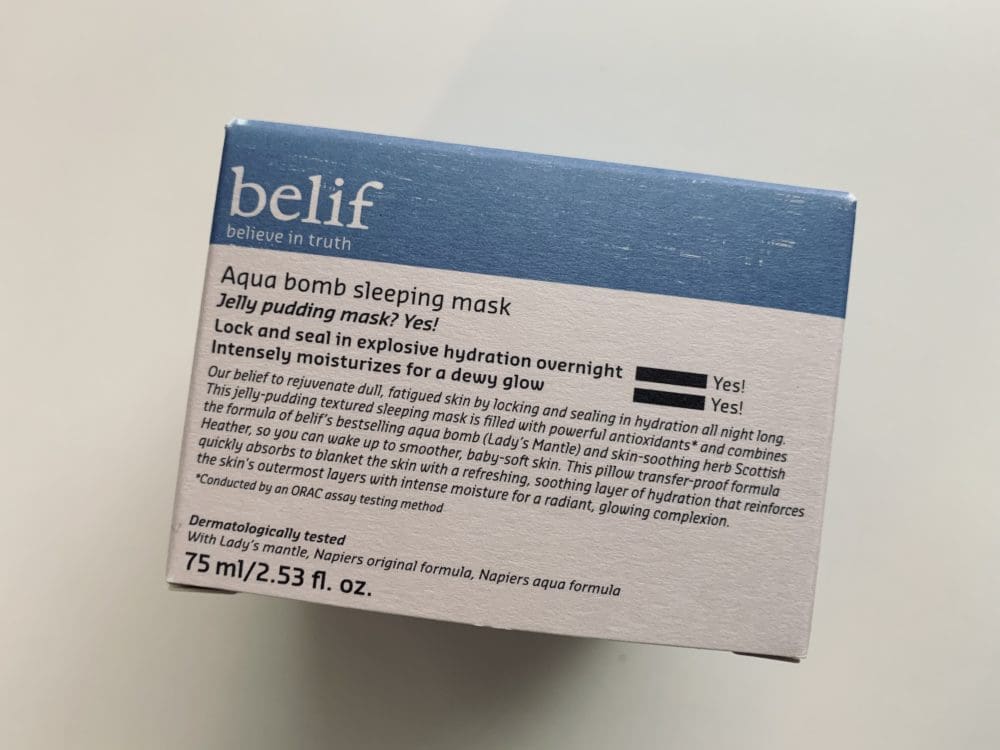 belif
believe in truth
Aqua bomb sleeping mask
Jelly pudding mask? Yes!
Lock and seal in explosive hydration overnight Yes!
Intensely moisturizes for a dewy glow Yes!
Our belief to rejuvenate dull, fatigued skin by locking and sealing in hydration all night long.
This jelly-pudding textured sleeping mask is filled with powerful antioxidants* and combines
the formula of belif's bestselling aqua bomb (Lady's Mantle) and skin-soothing herb Scottish
Heather, so you can wake up to smoother, baby-soft skin. This pillow transfer-proof formula
quickly absorbs to blanket the skin with a refreshing, soothing layer of hydration that reinforces
the skin's outermost layers with intense moisture for a radiant, glowing complexion.
*Conducted by an ORAC assay testing method
Dermatologically tested
With Lady's mantle, Napiers original formula, Napiers aqua formula
75 ml/2.53 fl. oz.